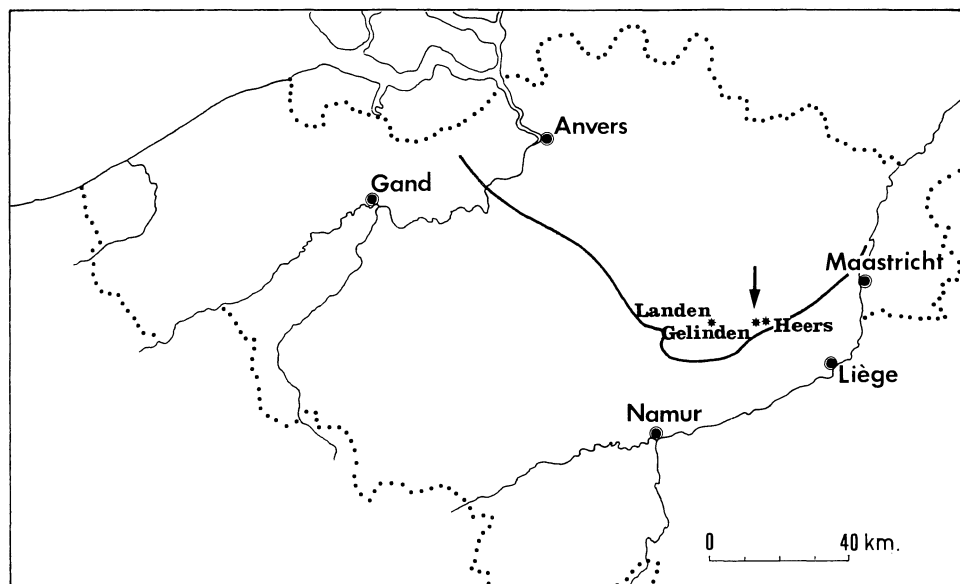 Anvers
Gand
Maastricht
Landen
Gelinden
Heers
Liège
Namur
0 40 km.